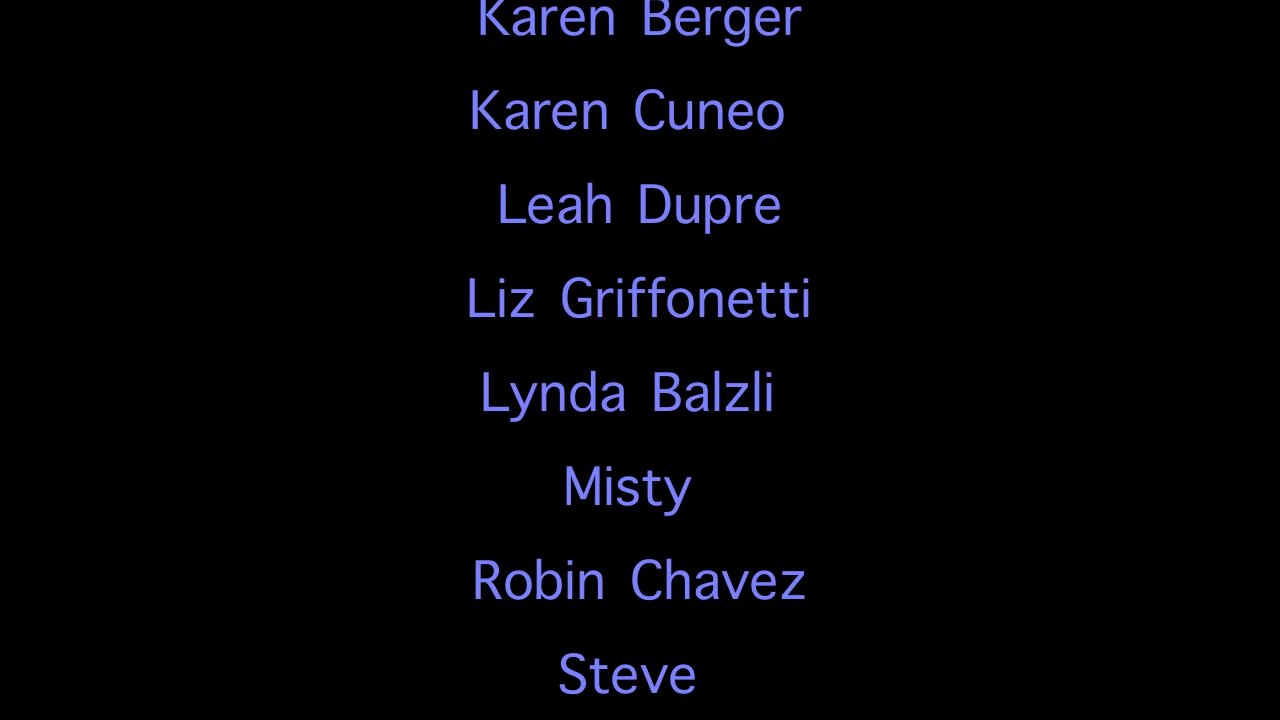 Karen Berger
Karen Cuneo
Leah Dupre
Liz Griffonetti
Lynda Balzli
Misty
Robin Chavez
Steve